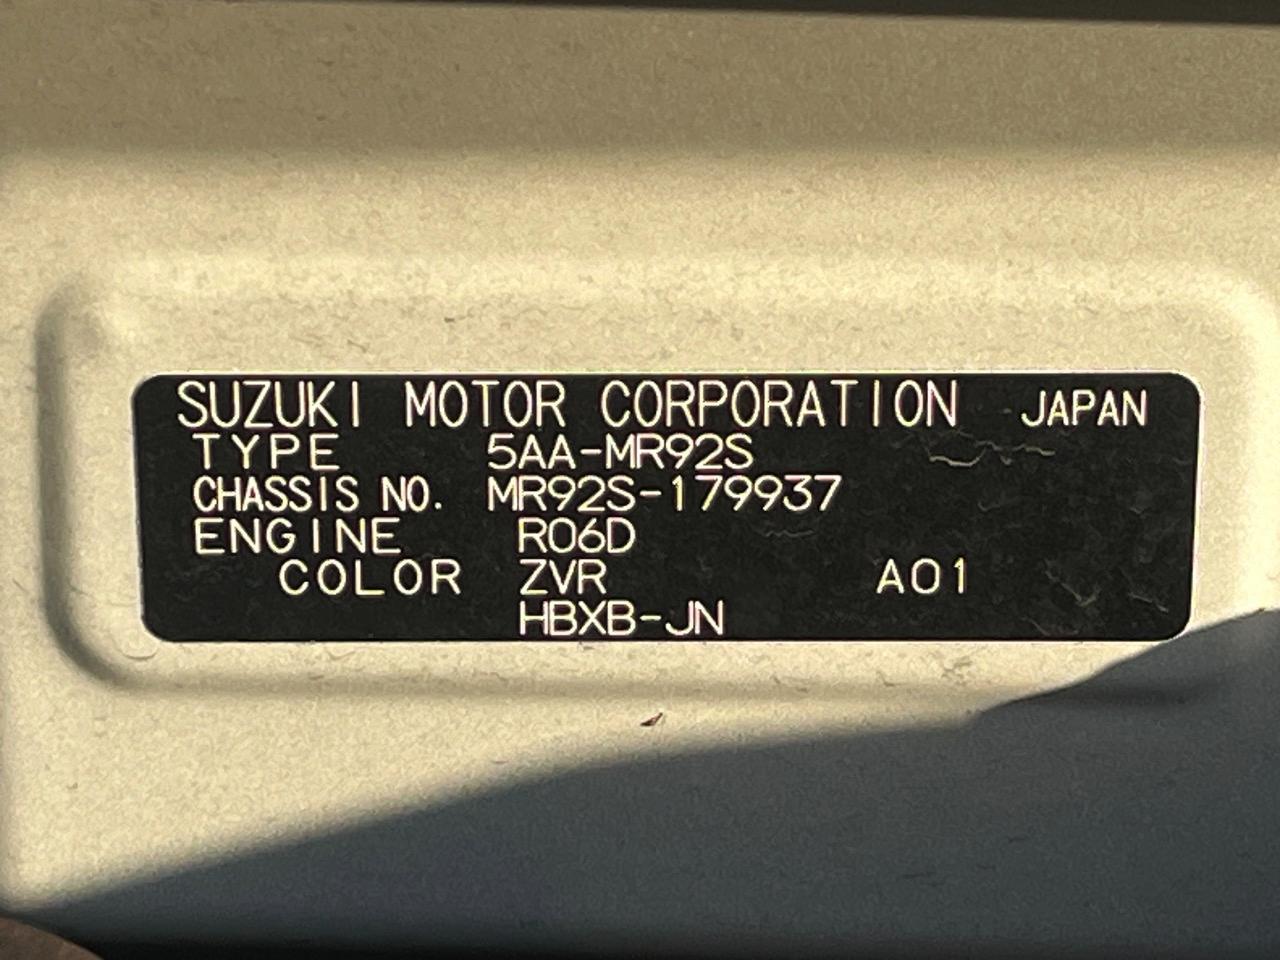 SUZUKI MOTOR CORPORATION JAPAN
TYPE 5AA-MR92S
CHASSIS NO. MR92S-179937
ENGINE R06D
COLOR ZVR A01
HBXB-JN